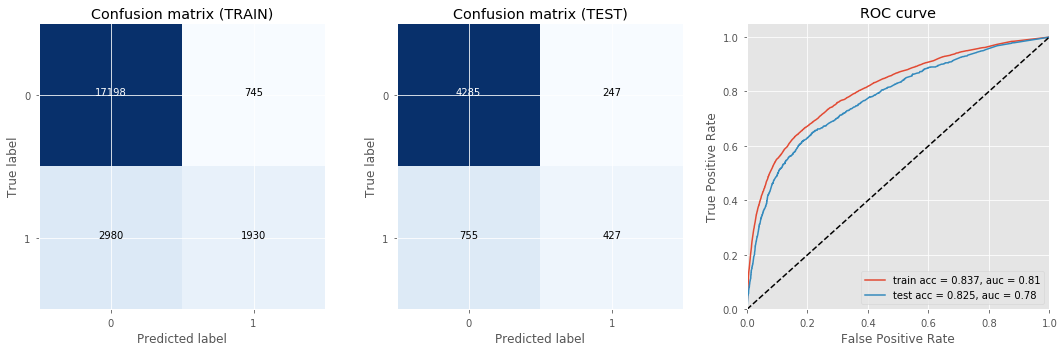 Confusion matrix (TRAIN)
True label
0
1
17198
745
2980
1930
0
1
Predicted label
Confusion matrix (TEST)
True label
0
1
4285
247
755
427
0
1
Predicted label
ROC curve
True Positive Rate
1.0
0.8
0.6
0.4
0.2
0.0
train acc = 0.837, auc = 0.81
test acc = 0.825, auc = 0.78
0.0
0.2
0.4
0.6
0.8
1.0
False Positive Rate